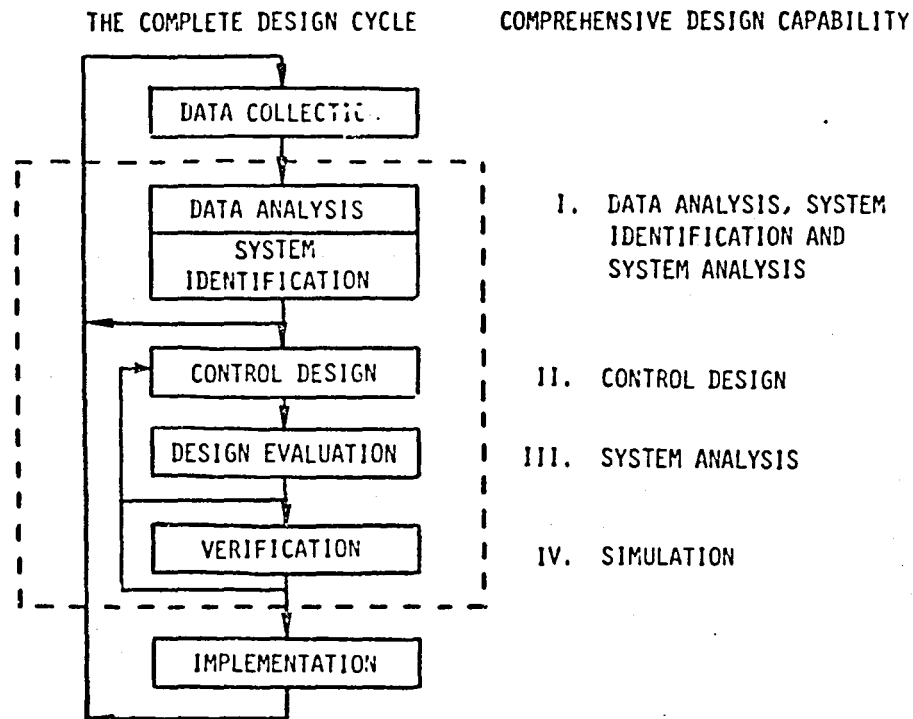 THE COMPLETE DESIGN CYCLE
COMPREHENSIVE DESIGN CAPABILITY
DATA
DATA ANALYSIS
SYSTEM
IDENTIFICATION
CONTROL DESIGN
DESIGN EVALUATION
VERIFICATION
IMPLEMENTATION
I. DATA ANALYSIS, SYSTEM
IDENTIFICATION AND
SYSTEM ANALYSIS
II. CONTROL DESIGN
III. SYSTEM ANALYSIS
IV. SIMULATION